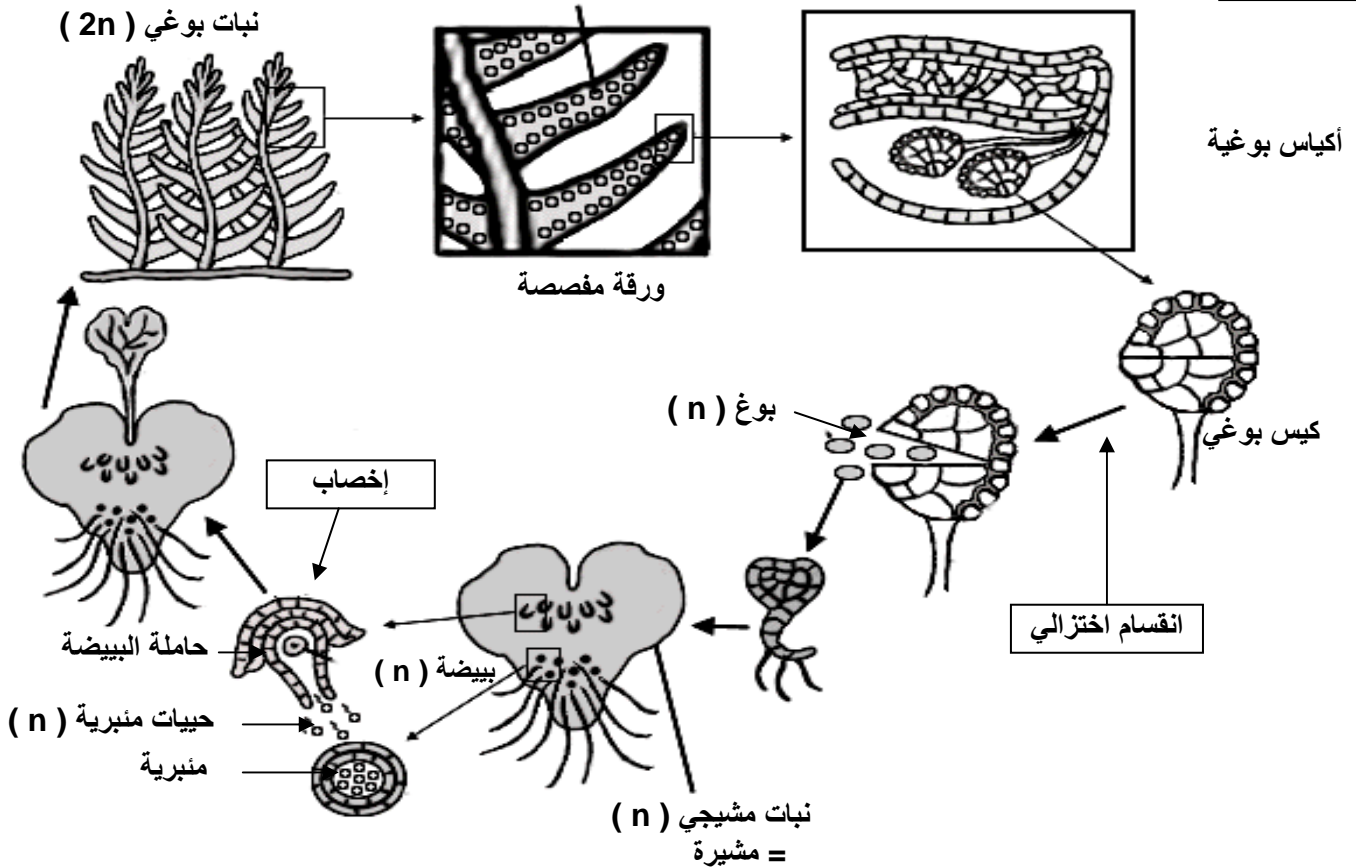 نبات بوغي ( 2n )
أكياس بوغية
ورقة مفصصة
بوغ ( n )
كيس بوغي
إخصاب
انقسام اختزالي
حاملة البييضة
بييضة ( n )
حييات مئبرية ( n )
مئبرية
نبات مشيجي ( n )
= مشيرة